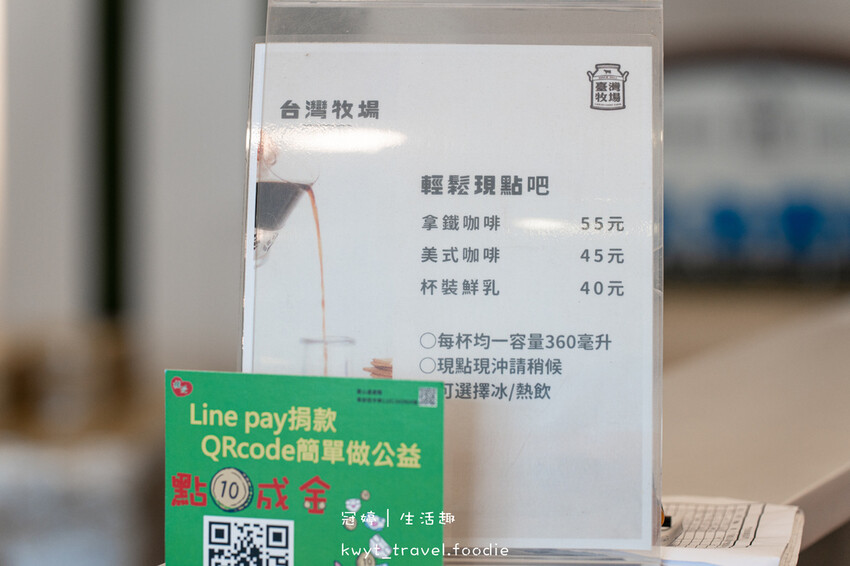 臺灣
牧場
台灣牧場
輕鬆現點吧
拿鐵咖啡 55元
美式咖啡 45元
杯裝鮮乳 40元
○每杯均一容量360毫升
○現點現沖請稍候
可選擇冰/熱飲
Line pay捐款
QRcode簡單做公益
點10成金
冠婷｜生活趣
kwyt_travel.foodie